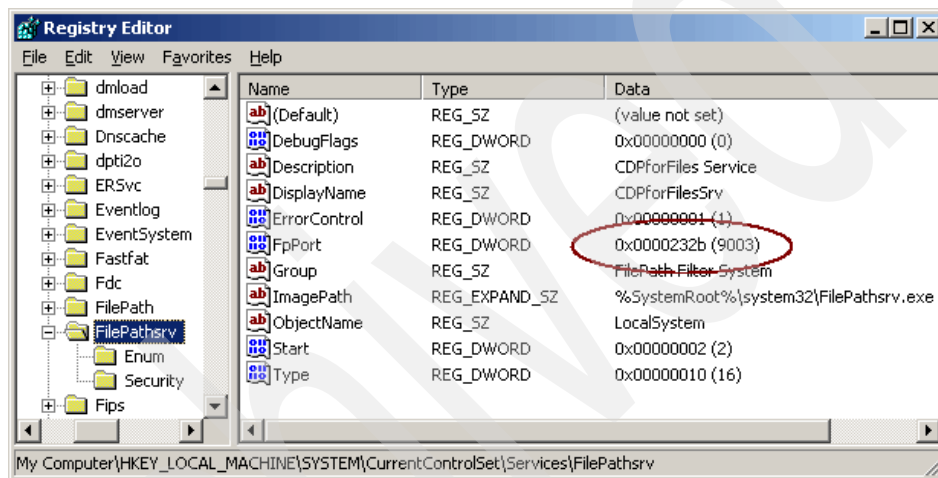 Registry Editor
File Edit View Favorites Help
dmload
dmserver
Dnscache
dpti2o
ERSvc
Eventlog
EventSystem
Fastfat
Fdc
FilePath
FilePathsrv
Enum
Security
Fips
Name Type Data
(Default) REG_SZ (value not set)
DebugFlags REG_DWORD 0x00000000 (0)
Description REG_SZ CDPforFiles Service
DisplayName REG_SZ CDPforFilesSrv
ErrorControl REG_DWORD 0x00000001 (1)
FpPort REG_DWORD 0x0000232b (9003)
Group REG_SZ FilePath Filter System
ImagePath REG_EXPAND_SZ %SystemRoot%\system32\FilePathsrv.exe
ObjectName REG_SZ LocalSystem
Start REG_DWORD 0x00000002 (2)
Type REG_DWORD 0x00000010 (16)
My Computer\HKEY_LOCAL_MACHINE\SYSTEM\CurrentControlSet\Services\FilePathsrv